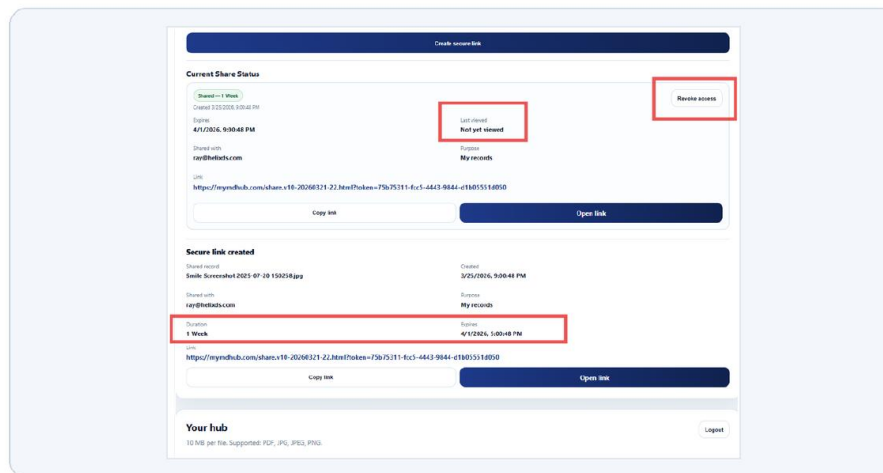 Create secure link
Current Share Status
Shared — 1 Week
Created 3/25/2026, 9:00:48 PM
Revoke access
Expires
Last viewed
4/1/2026, 9:00:48 PM
Not yet viewed
Shared with
Purpose
ray@helixds.com
My records
Link
https://mymdhub.com/share.v10-20260321-22.html?token=75b75311-fcc5-4443-9844-d1b05551d050
Copy link
Open link
Secure link created
Shared record
Created
Smile Screenshot 2025-07-20 150258.jpg
3/25/2026, 9:00:48 PM
Shared with
Purpose
ray@helixds.com
My records
Duration
Expires
1 Week
4/1/2026, 9:00:48 PM
Link
https://mymdhub.com/share.v10-20260321-22.html?token=75b75311-fcc5-4443-9844-d1b05551d050
Copy link
Open link
Your hub
Logout
10 MB per file. Supported: PDF, JPG, JPEG, PNG.